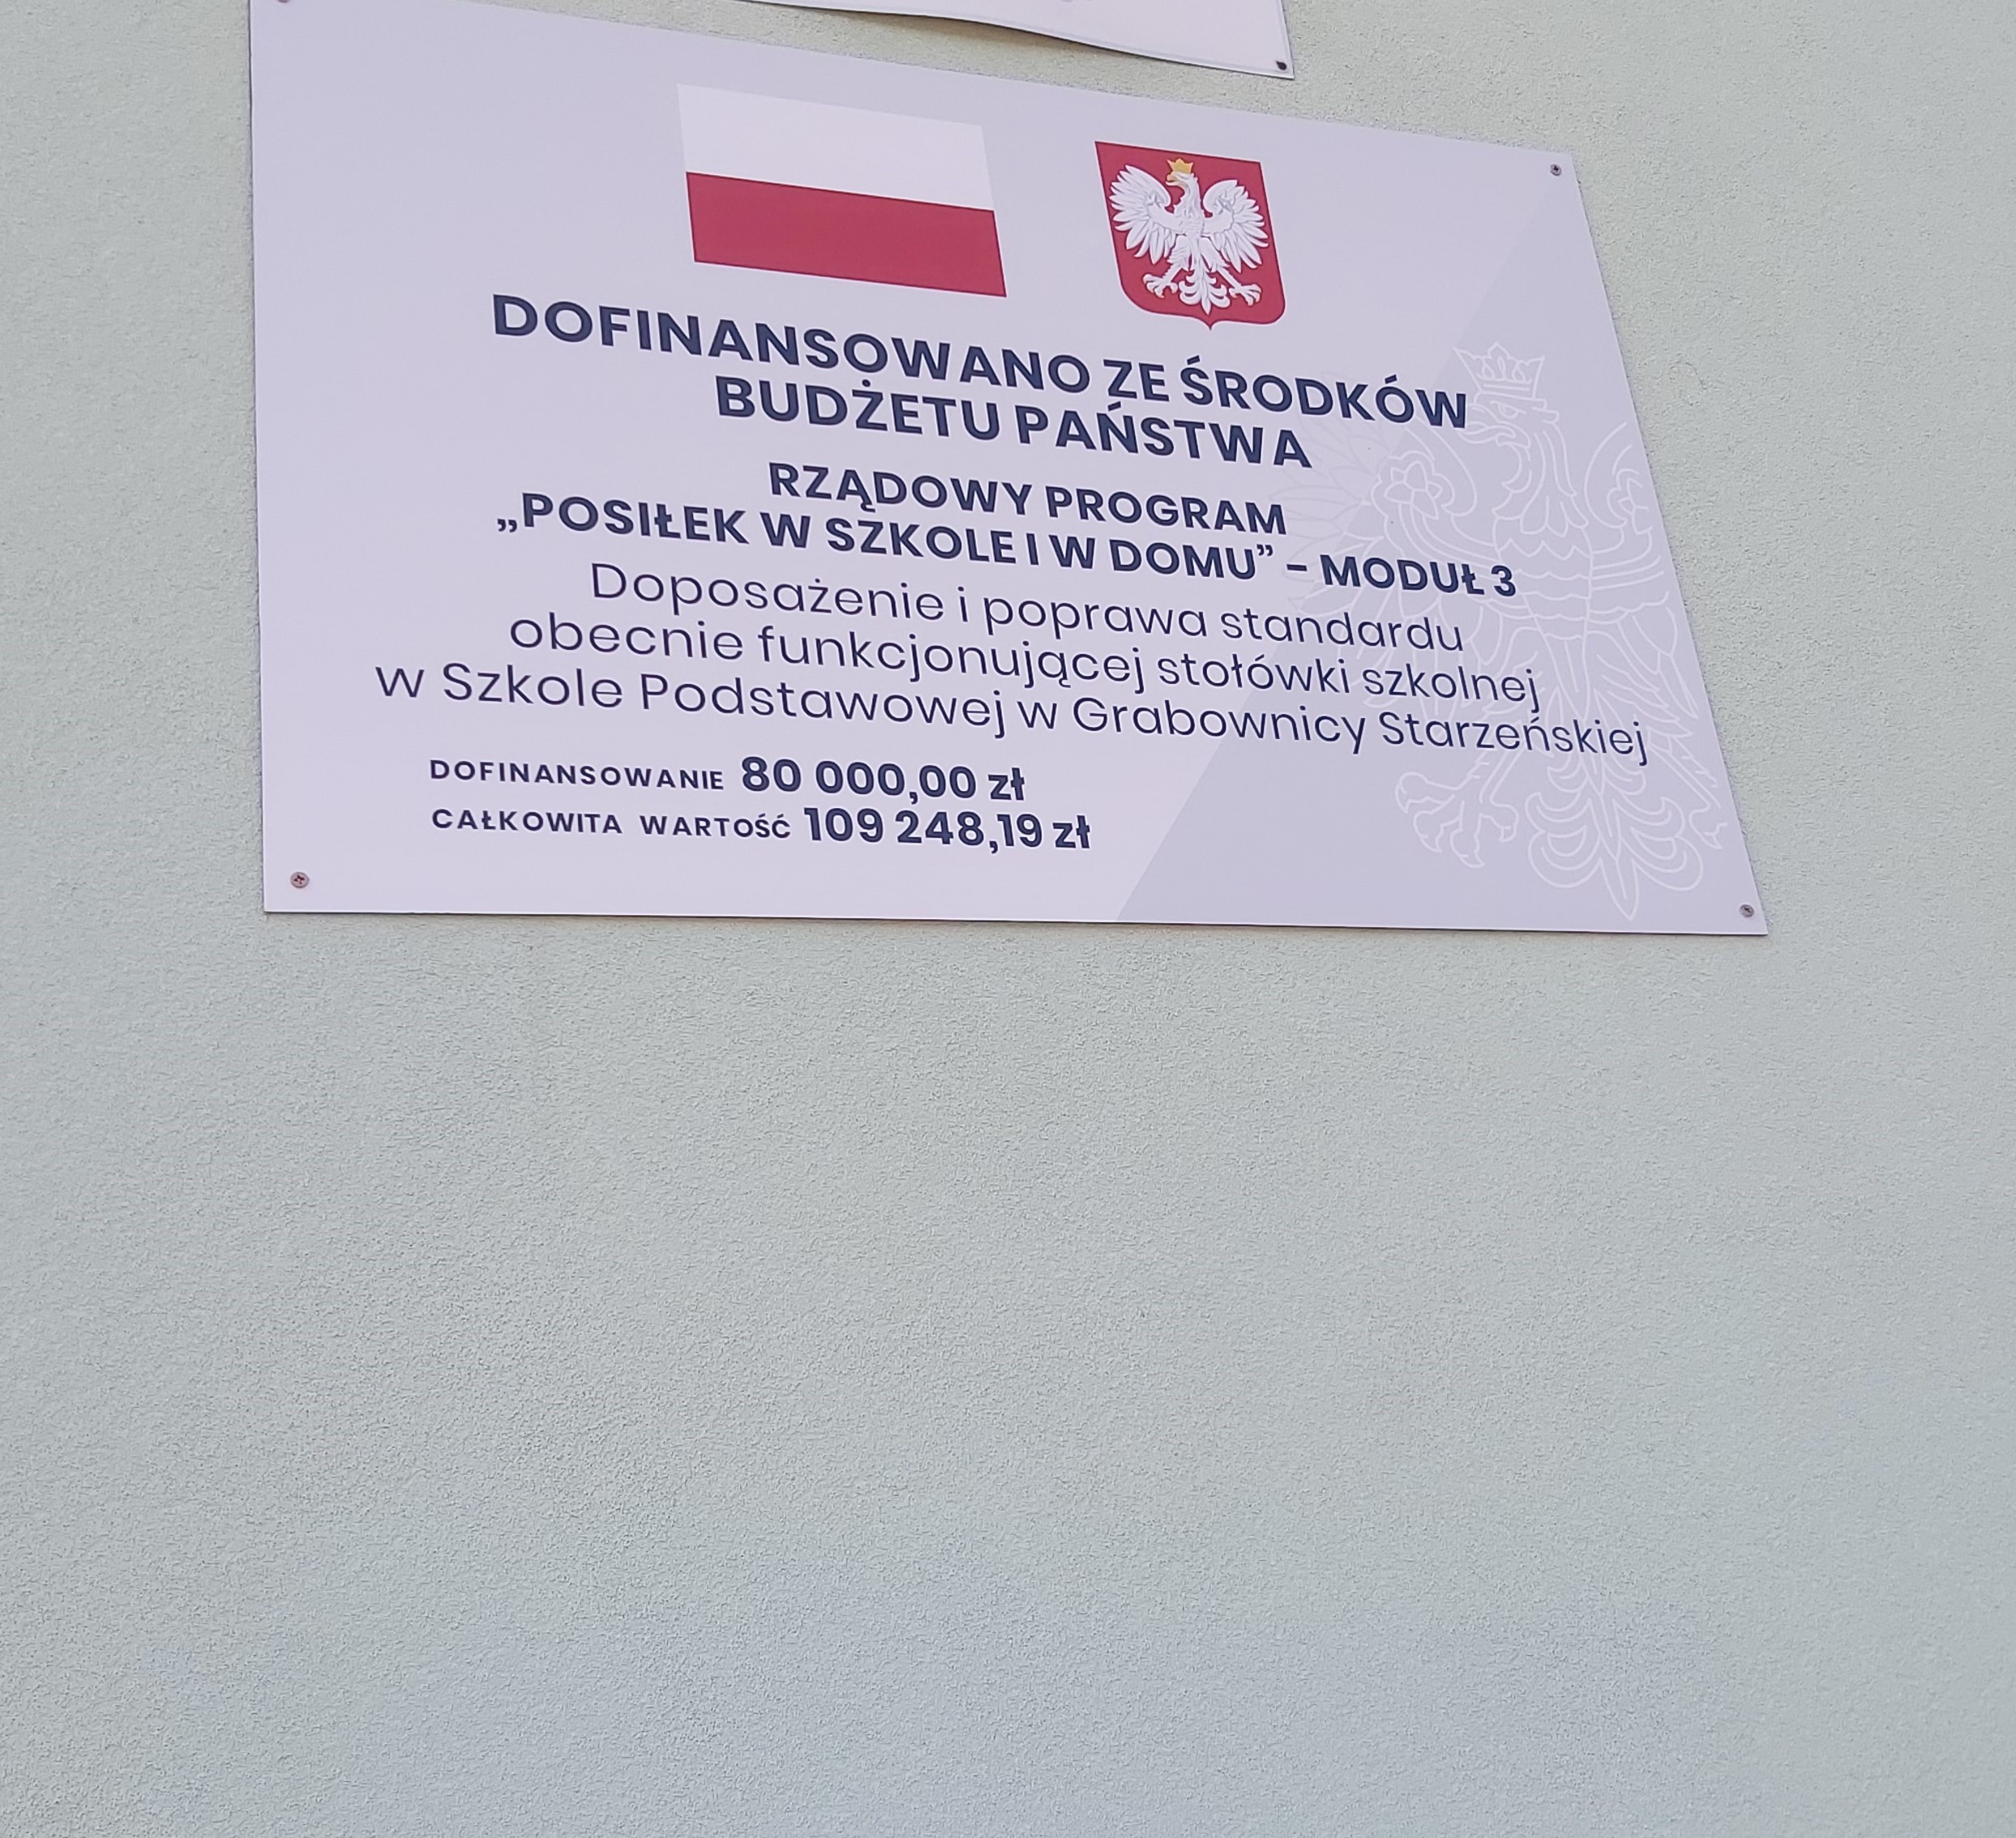 DOFINANSOWANO ZE ŚRODKÓW
BUDŻETU PAŃSTWA
RZĄDOWY PROGRAM
„POSIŁEK W SZKOLE I W DOMU” – MODUŁ 3
Doposażenie i poprawa standardu
obecnie funkcjonującej stołówki szkolnej
w Szkole Podstawowej w Grabownicy Starzeńskiej
DOFINANSOWANIE 80 000,00 zł
CAŁKOWITA WARTOŚĆ 109 248,19 zł